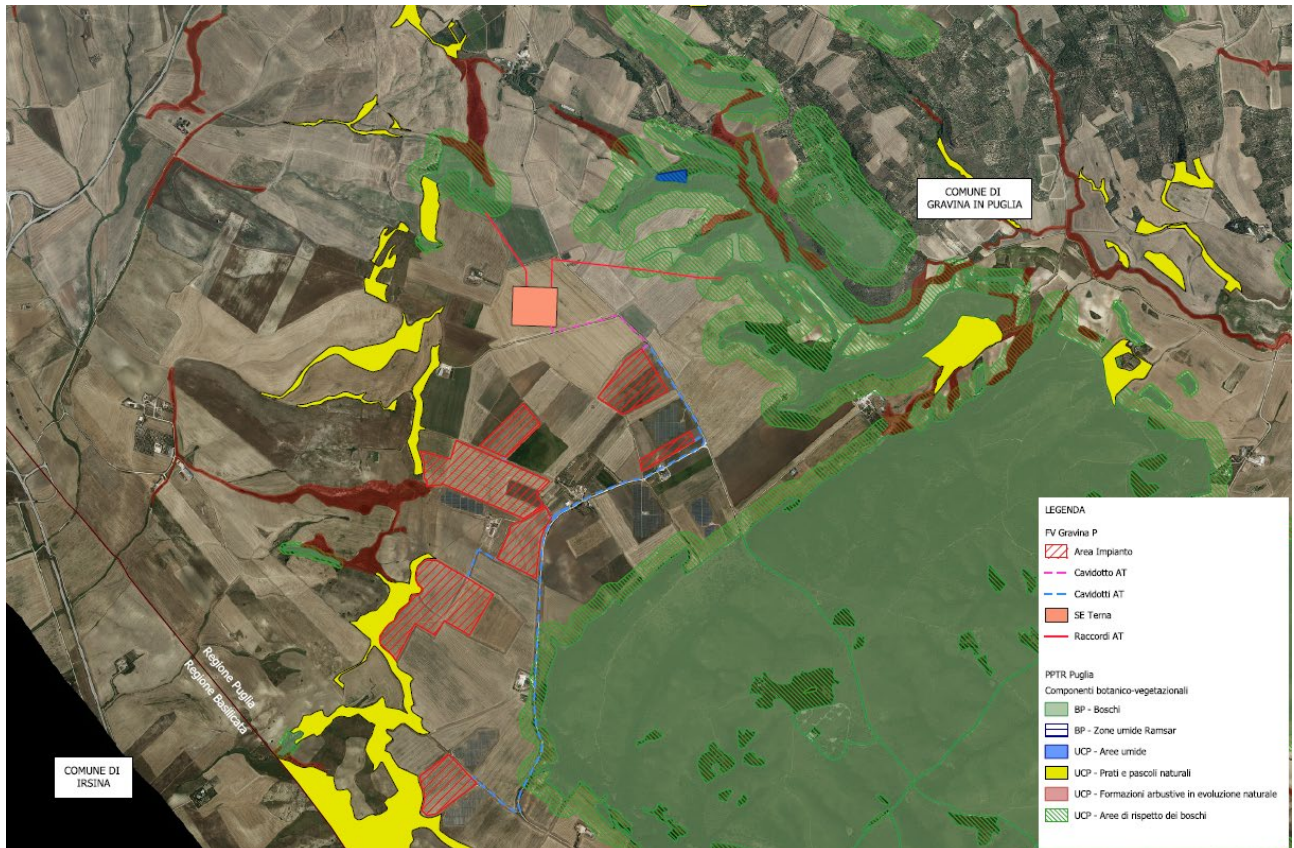 COMUNE DI
GRAVINA IN PUGLIA
Regione Puglia
Regione Basilicata
COMUNE DI
IRSINA
LEGENDA
FV Gravina P
Area Impianto
Cavidotto AT
Cavidotti AT
SE Terna
Raccordi AT
PPTR Puglia
Componenti botanico-vegetazionali
BP - Boschi
BP - Zone umide Ramsar
UCP - Aree umide
UCP - Prati e pascoli naturali
UCP - Formazioni arbustive in evoluzione naturale
UCP - Aree di rispetto dei boschi